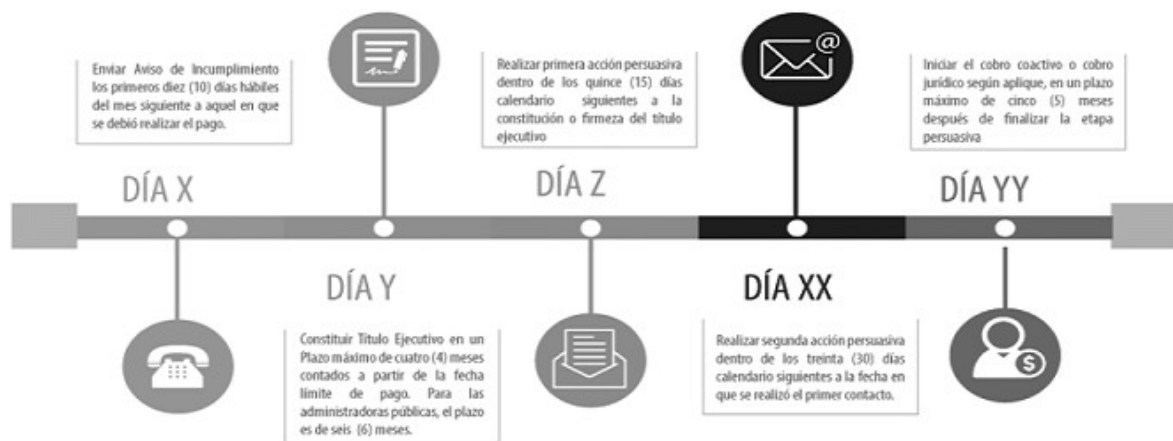 Enviar Aviso de Incumplimiento
los primeros diez (10) días hábiles
del mes siguiente a aquel en que
se debió realizar el pago.
DÍA X
Constituir Título Ejecutivo en un
Plazo máximo de cuatro (4) meses
contados a partir de la fecha
límite de pago. Para las
administradoras públicas, el plazo
es de seis (6) meses.
DÍA Y
Realizar primera acción persuasiva
dentro de los quince (15) días
calendario siguientes a la
constitución o firmeza del título
ejecutivo
DÍA Z
@
DÍA XX
Realizar segunda acción persuasiva
dentro de los treinta (30) días
calendario siguientes a la fecha en
que se realizó el primer contacto.
Iniciar el cobro coactivo o cobro
jurídico según aplique, en un plazo
máximo de cinco (5) meses
después de finalizar la etapa
persuasiva
DÍA YY
$